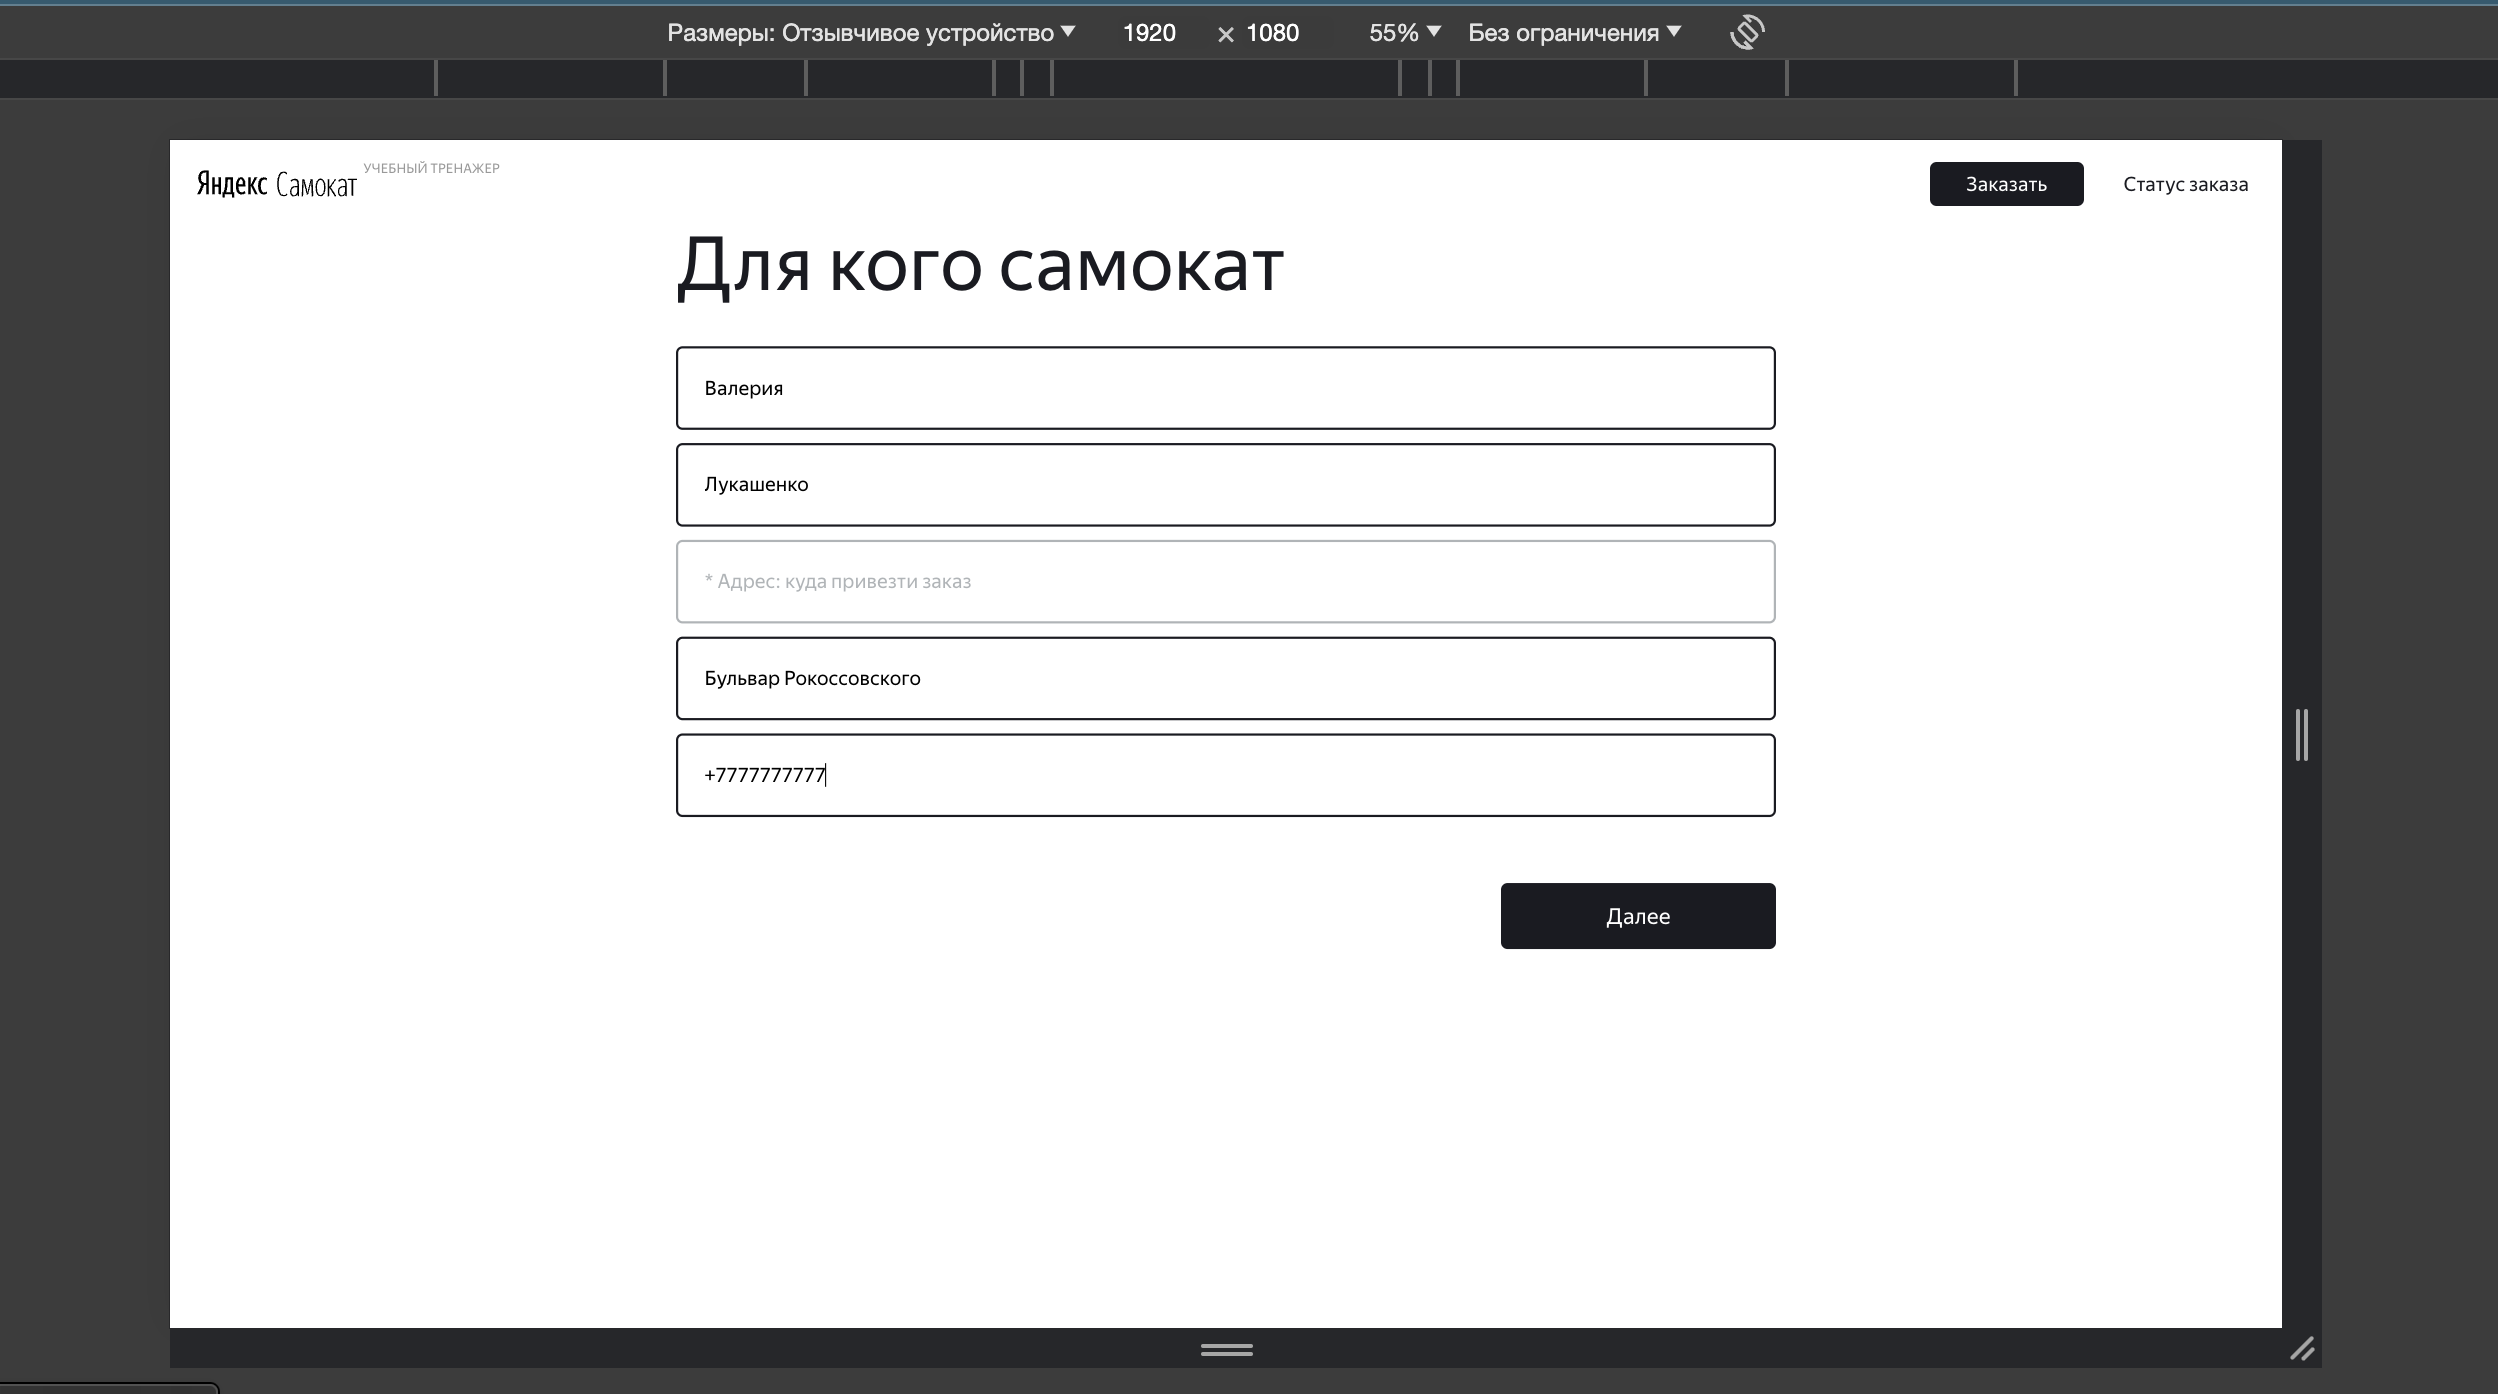 Размеры: Отзывчивое устройство 1920 × 1080 55% Без ограничения
Яндекс Самокат УЧЕБНЫЙ ТРЕНАЖЕР Заказать Статус заказа
Для кого самокат
Валерия
Лукашенко
* Адрес: куда привезти заказ
Бульвар Рокоссовского
+7777777777
Далее